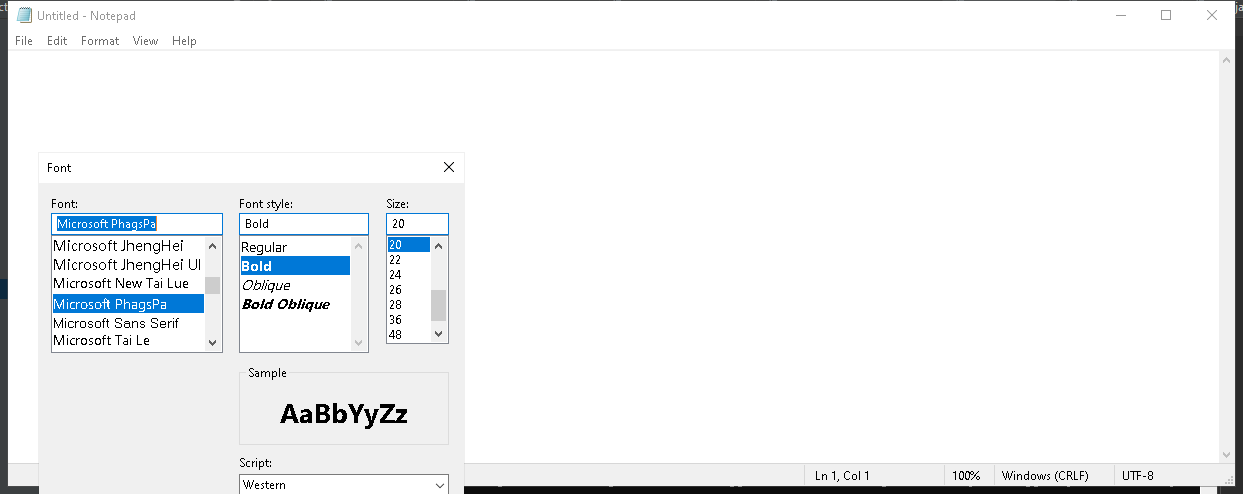 Untitled - Notepad
File Edit Format View Help
Font
Font: Font style: Size:
Microsoft PhagsPa Bold 20
Microsoft JhengHei
Microsoft JhengHei UI
Microsoft New Tai Lue
Microsoft PhagsPa
Microsoft Sans Serif
Microsoft Tai Le
Regular
Bold
Oblique
Bold Oblique
20
22
24
26
28
36
48
Sample
AaBbYyZz
Script:
Western
Ln 1, Col 1 100% Windows (CRLF) UTF-8